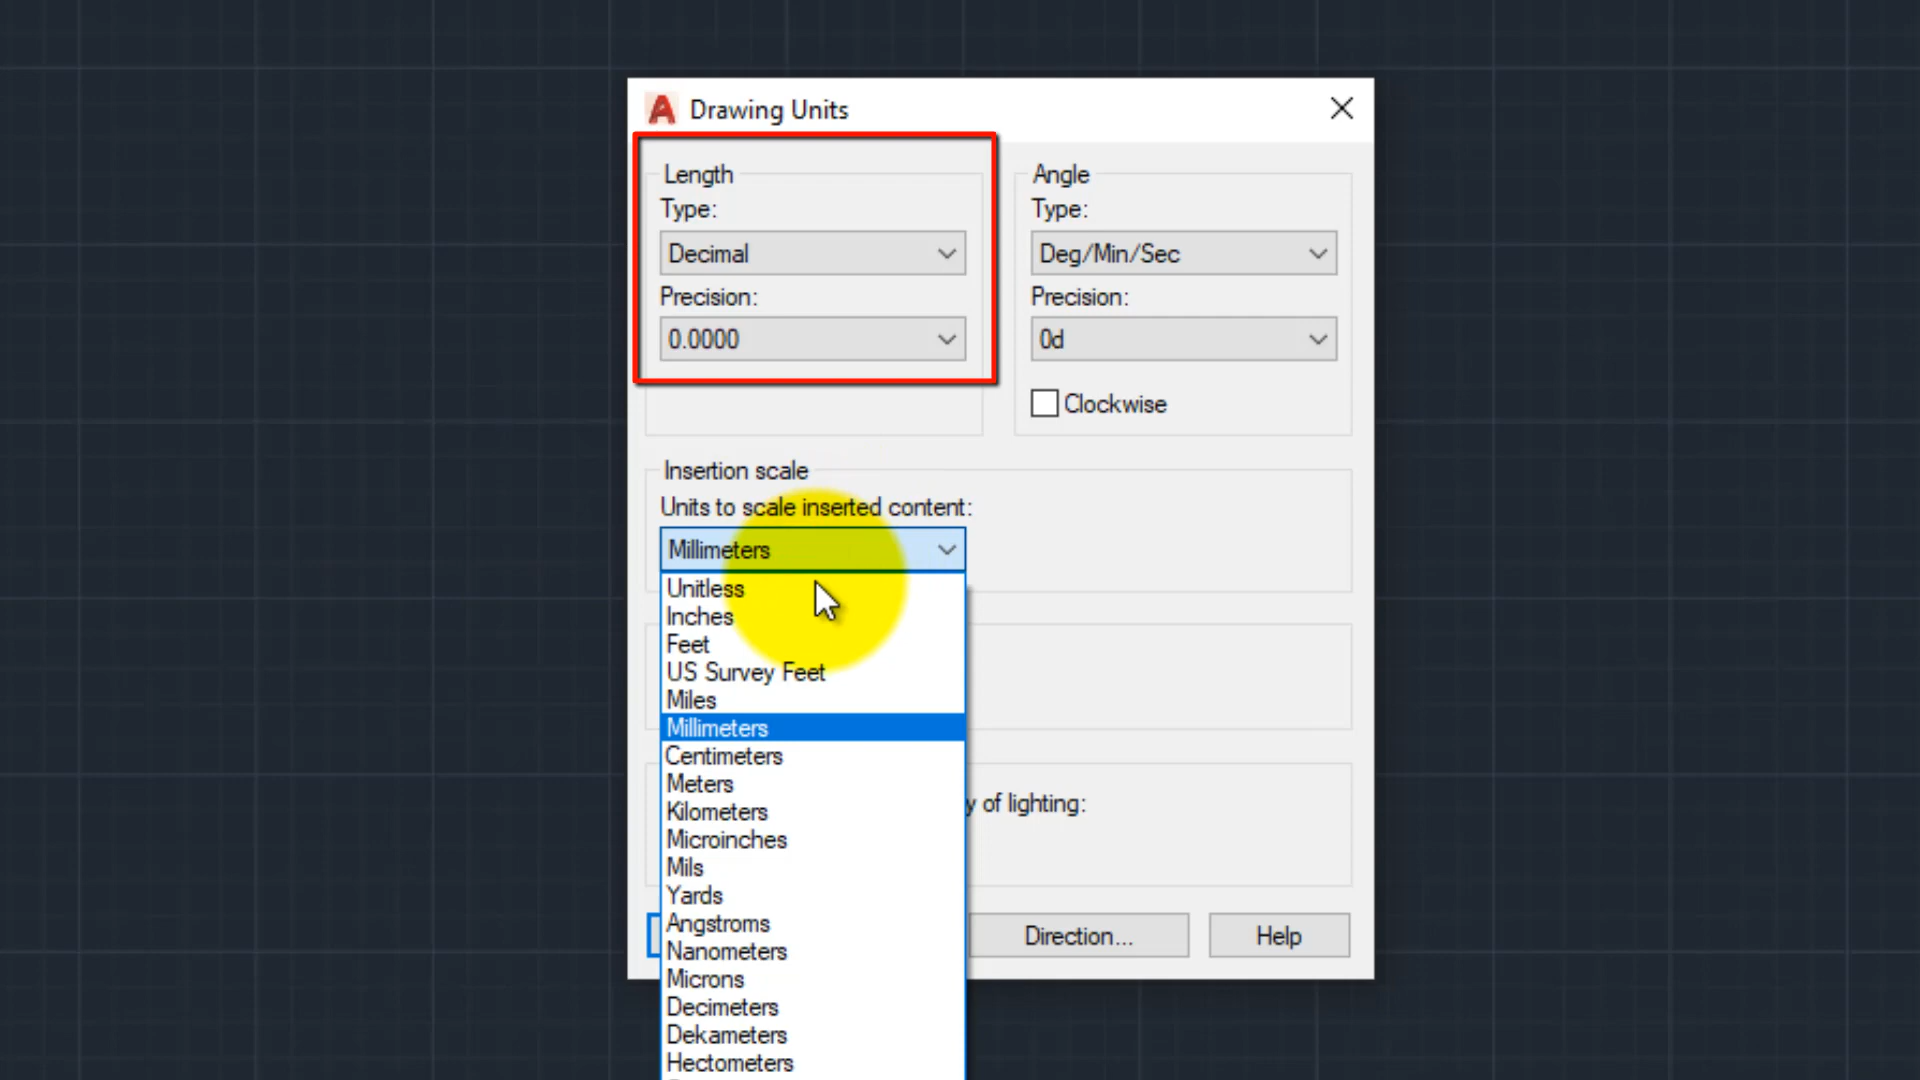 Drawing Units
Length
Type:
Decimal
Precision:
0.0000
Angle
Type:
Deg/Min/Sec
Precision:
0d
Clockwise
Insertion scale
Units to scale inserted content:
Millimeters
Unitless
Inches
Feet
US Survey Feet
Miles
Millimeters
Centimeters
Meters
Kilometers
Microinches
Mils
Yards
Angstroms
Nanometers
Microns
Decimeters
Dekameters
Hectometers
y of lighting:
Direction...
Help